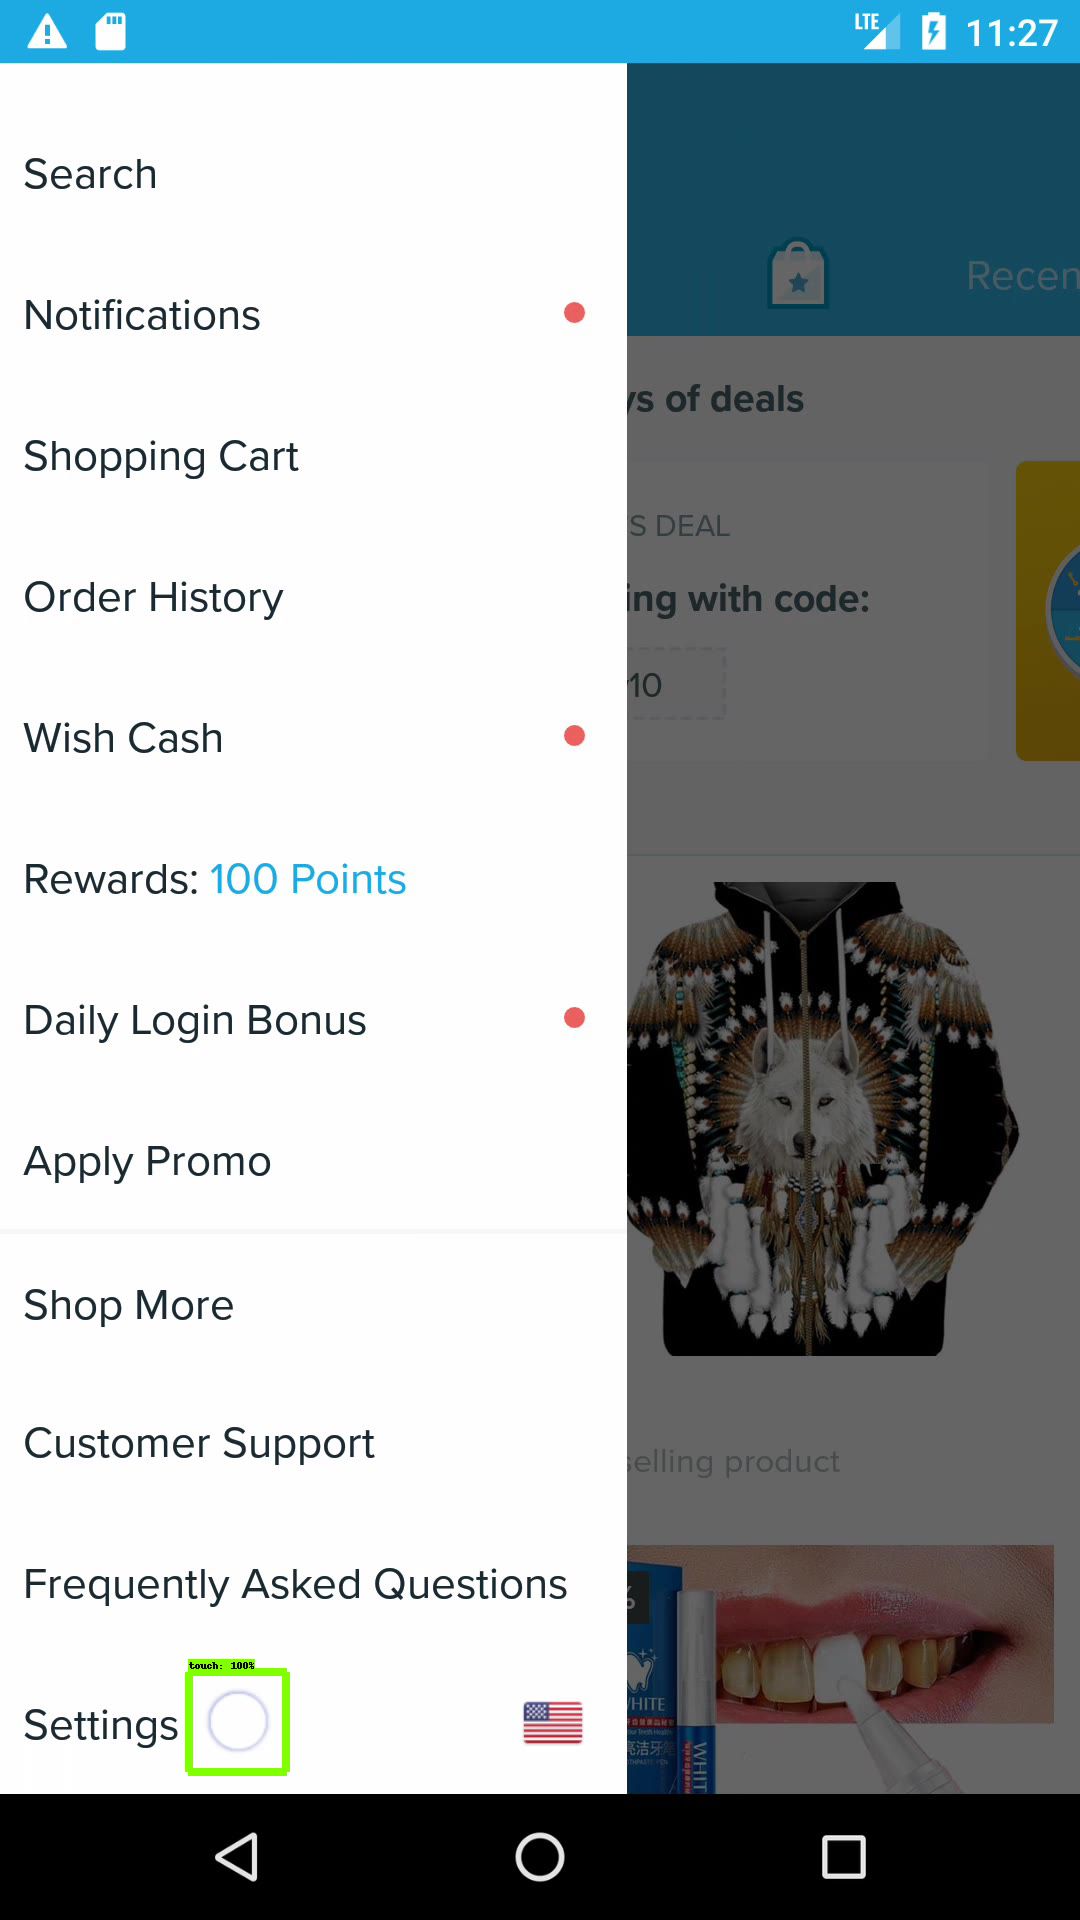 LTE 11:27
Search
Notifications
Recen
ys of deals
Shopping Cart
S DEAL
Order History
ing with code:
10
Wish Cash
Rewards: 100 Points
Daily Login Bonus
Apply Promo
Shop More
Customer Support
selling product
Frequently Asked Questions
%
touch: 100%
Settings
WHITE
WHIT